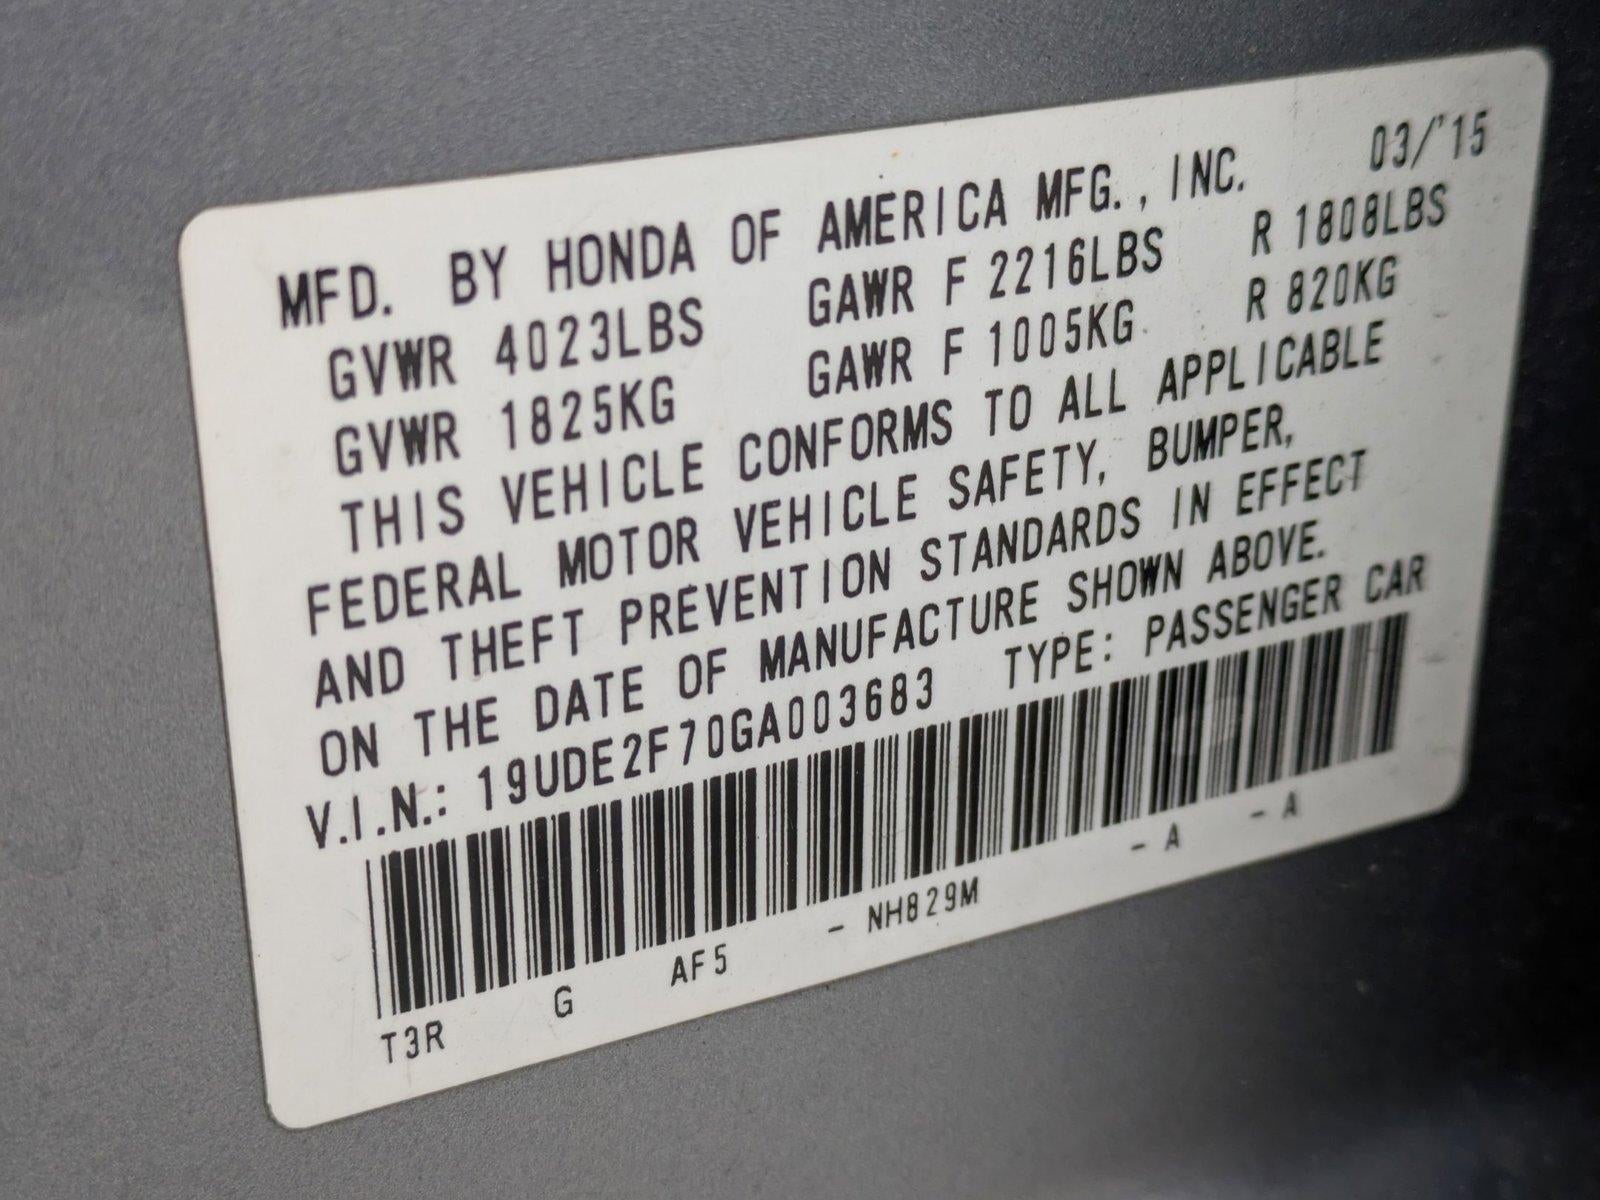 MFD. BY HONDA OF AMERICA MFG., INC. 03/'15
GVWR 4023LBS GAWR F 2216LBS R 1808LBS
GVWR 1825KG GAWR F 1005KG R 820KG
THIS VEHICLE CONFORMS TO ALL APPLICABLE
FEDERAL MOTOR VEHICLE SAFETY, BUMPER,
AND THEFT PREVENTION STANDARDS IN EFFECT
ON THE DATE OF MANUFACTURE SHOWN ABOVE.
V.I.N.: 19UDE2F70GA003683 TYPE: PASSENGER CAR
T3R G AF5 - NH829M - A - A